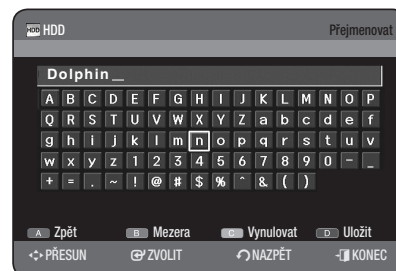 HDD HDD Přejmenovat
Dolphin_
A B C D E F G H I J K L M N O P
Q R S T U V W X Y Z a b c d e f
g h i j k l m n o p q r s t u v
w x y z 1 2 3 4 5 6 7 8 9 0 - _
+ = . ~ ! @ # $ % ^ & ( )
A Zpět B Mezera C Vynulovat D Uložit
PŘESUN ZVOLIT NAZPĚT KONEC